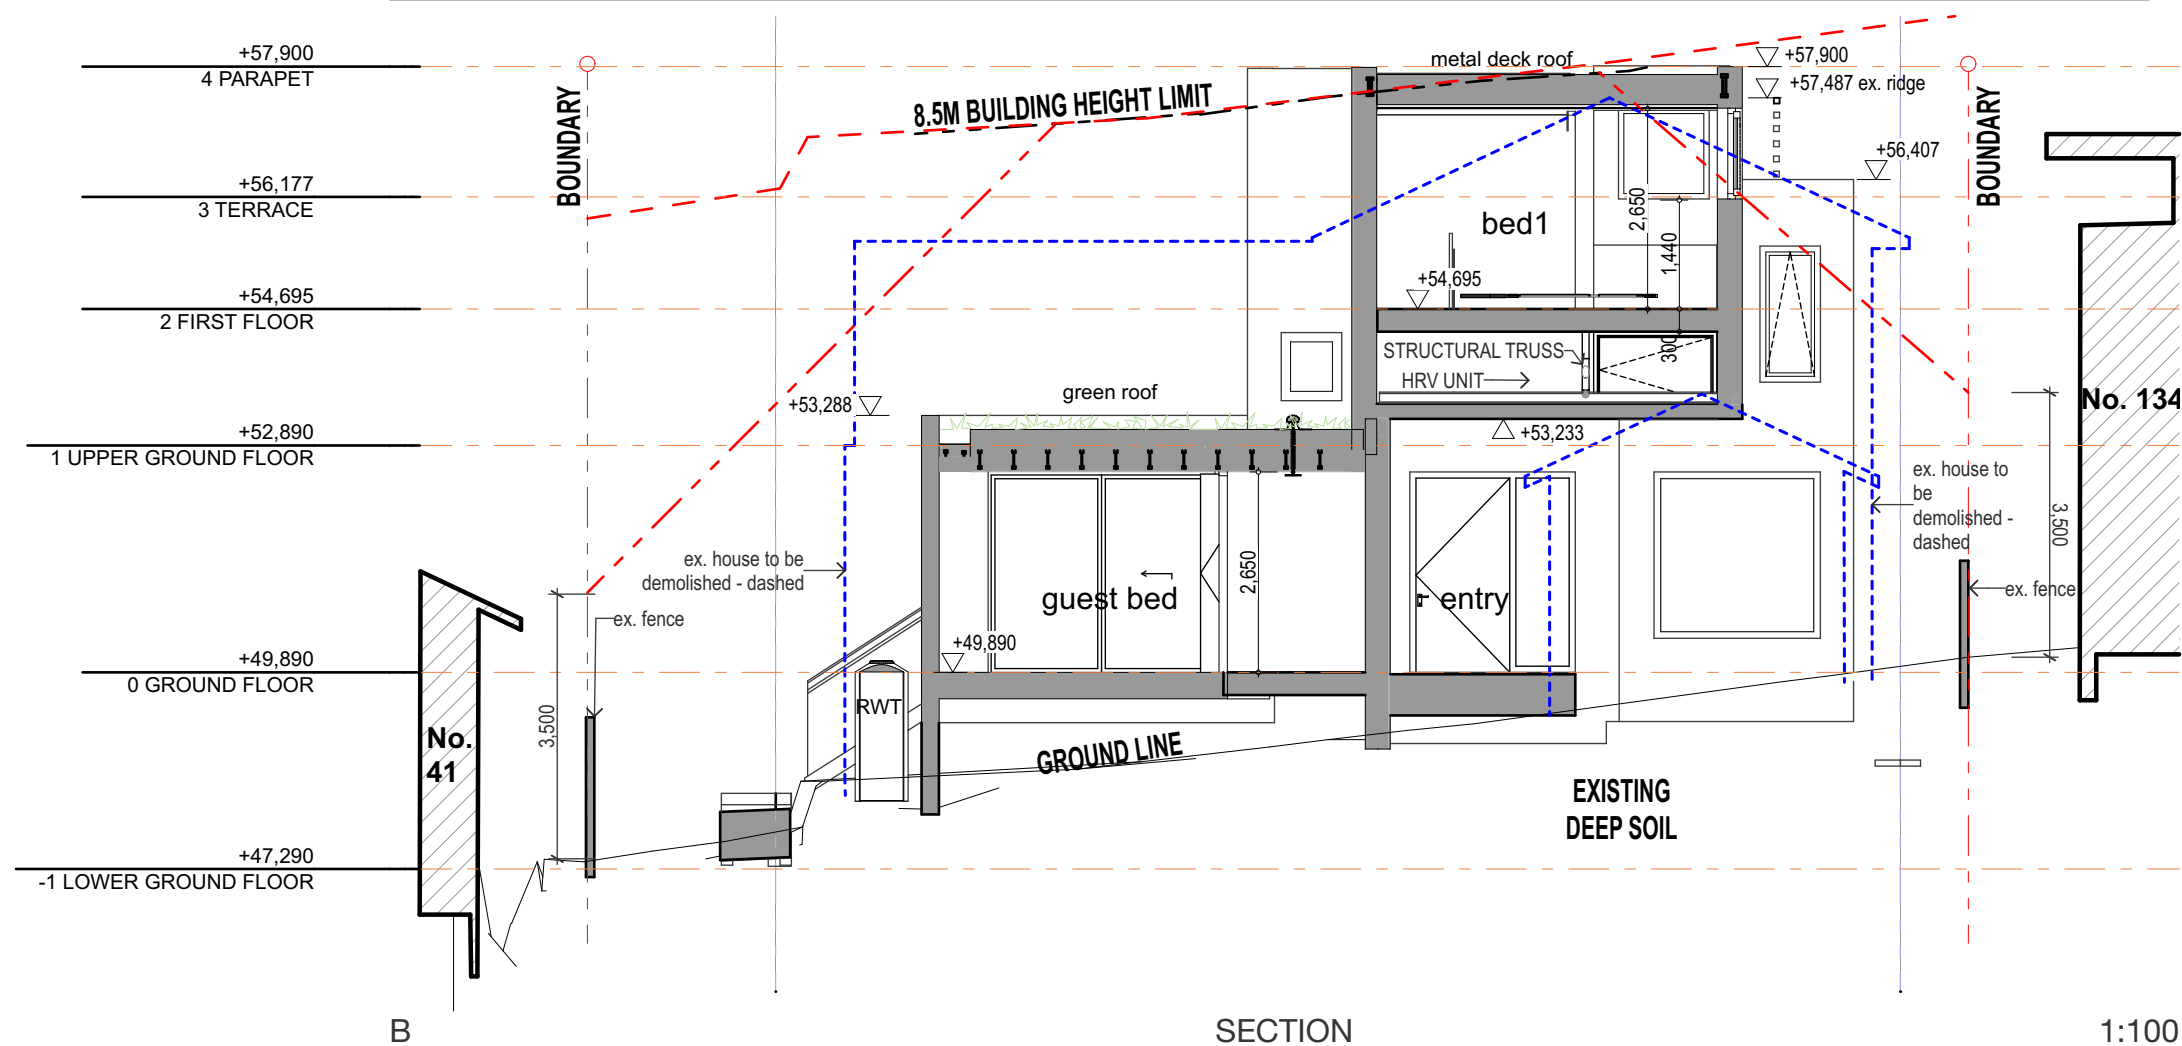 +57,900
4 PARAPET
+56,177
3 TERRACE
+54,695
2 FIRST FLOOR
+52,890
1 UPPER GROUND FLOOR
+49,890
0 GROUND FLOOR
+47,290
-1 LOWER GROUND FLOOR
BOUNDARY
8.5M BUILDING HEIGHT LIMIT
metal deck roof
+57,900
+57,487 ex. ridge
+56,407
BOUNDARY
bed1
2,650
1,440
+54,695
300
STRUCTURAL TRUSS
HRV UNIT
green roof
+53,288
+53,233
No. 134
ex. house to
be
demolished -
dashed
3,500
ex. fence
ex. house to be
demolished - dashed
ex. fence
guest bed
2,650
entry
+49,890
RWT
3,500
No.
41
GROUND LINE
EXISTING
DEEP SOIL
B
SECTION
1:100